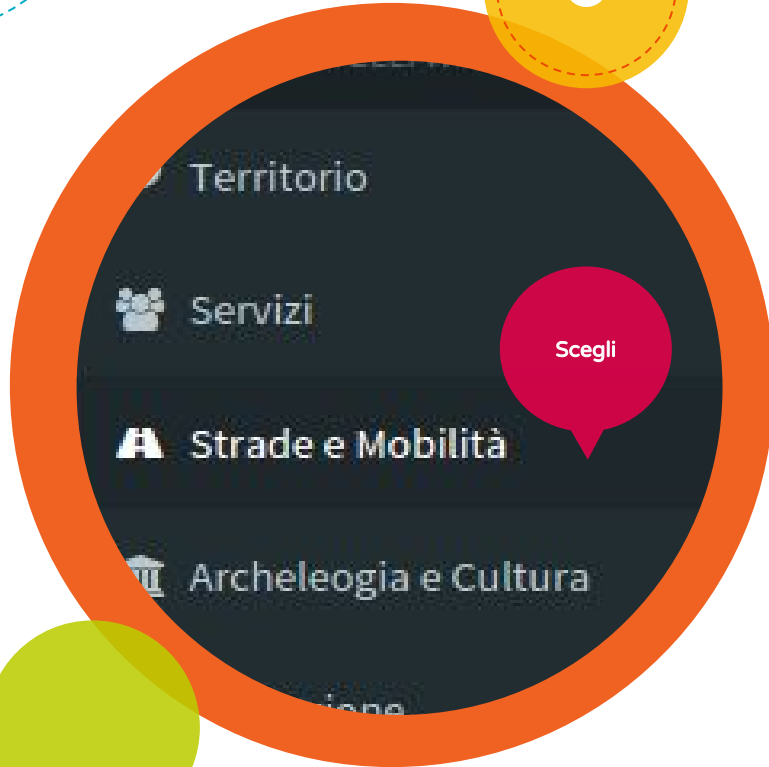 Territorio
Servizi
Scegli
Strade e Mobilità
Archeleogia e Cultura